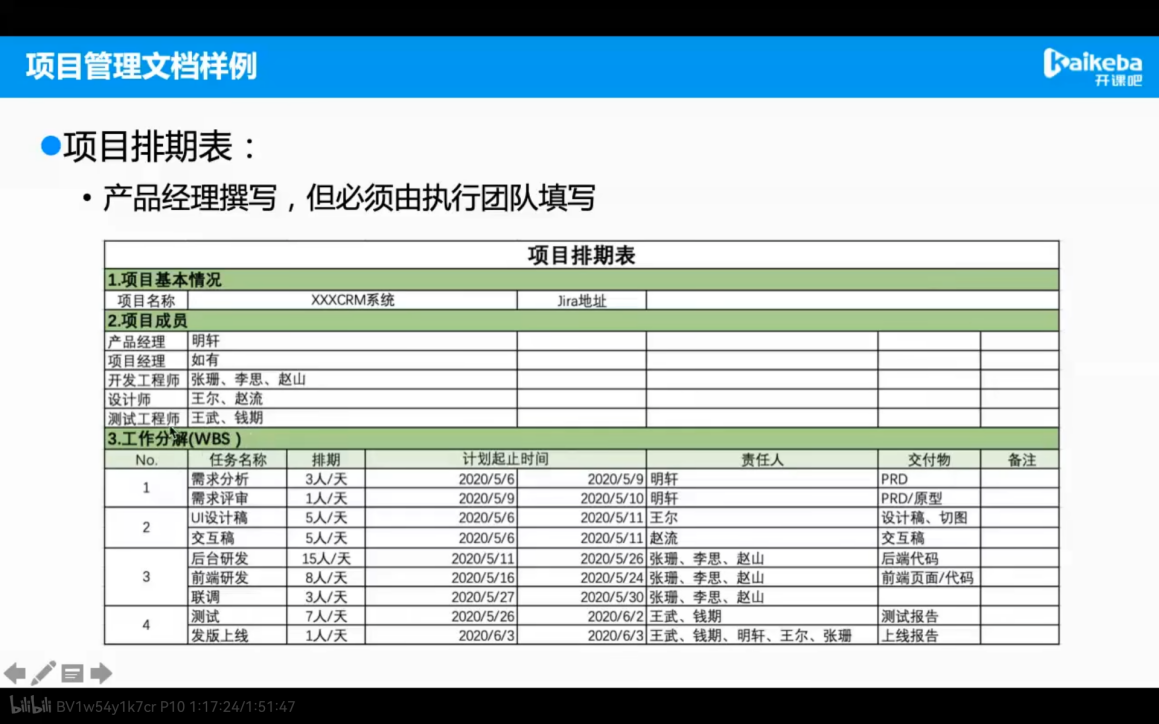 项目管理文档样例
Kaikeba
开课吧
项目排期表：
• 产品经理撰写，但必须由执行团队填写
项目排期表
1.项目基本情况
项目名称 XXXCRM系统 Jira地址
2.项目成员
产品经理 明轩
项目经理 如有
开发工程师 张珊、李思、赵山
设计师 王尔、赵流
测试工程师 王武、钱期
3.工作分解(WBS)
No. 任务名称 排期 计划起止时间 责任人 交付物 备注
1 需求分析 3人/天 2020/5/6 2020/5/9 明轩 PRD
需求评审 1人/天 2020/5/9 2020/5/10 明轩 PRD/原型
2 UI设计稿 5人/天 2020/5/6 2020/5/11 王尔 设计稿、切图
交互稿 5人/天 2020/5/6 2020/5/11 赵流 交互稿
3 后台研发 15人/天 2020/5/11 2020/5/26 张珊、李思、赵山 后端代码
前端研发 8人/天 2020/5/16 2020/5/24 张珊、李思、赵山 前端页面/代码
联调 3人/天 2020/5/27 2020/5/30 张珊、李思、赵山
4 测试 7人/天 2020/5/26 2020/6/2 王武、钱期 测试报告
发版上线 1人/天 2020/6/3 2020/6/3 王武、钱期、明轩、王尔、张珊 上线报告
bilibili BV1w54y1k7cr P10 1:17:24/1:51:47